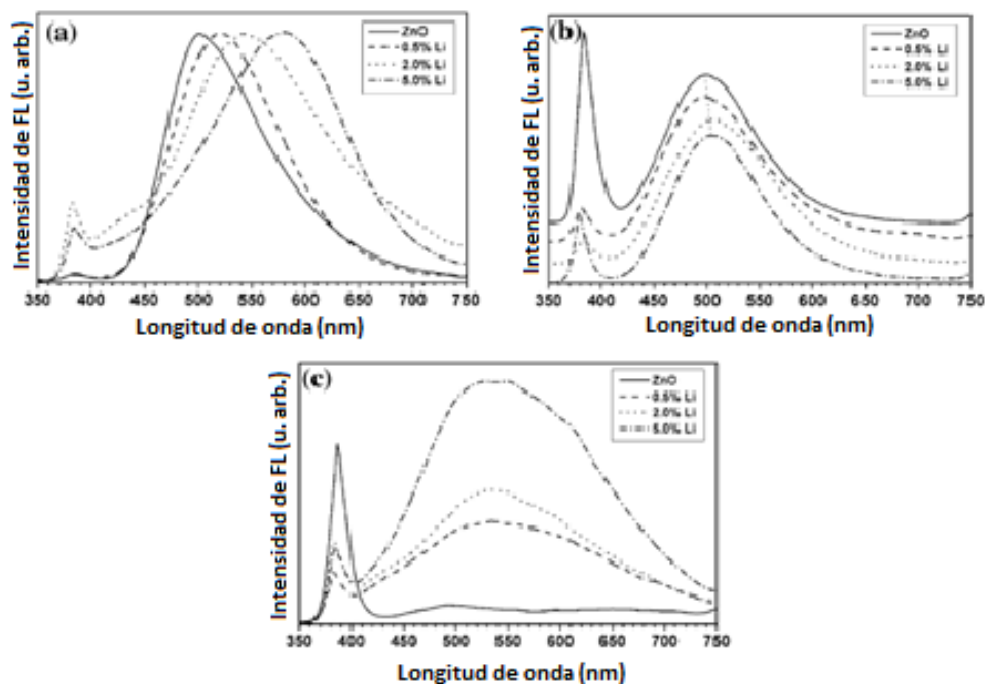 (a)
ZnO
0.5% Li
2.0% Li
5.0% Li
Intensidad de FL (u. arb.)
350 400 450 500 550 600 650 700 750
Longitud de onda (nm)
(b)
ZnO
0.5% Li
2.0% Li
5.0% Li
Intensidad de FL (u. arb.)
350 400 450 500 550 600 650 700 750
Longitud de onda (nm)
(c)
ZnO
0.5% Li
2.0% Li
5.0% Li
Intensidad de FL (u. arb.)
350 400 450 500 550 600 650 700 750
Longitud de onda (nm)